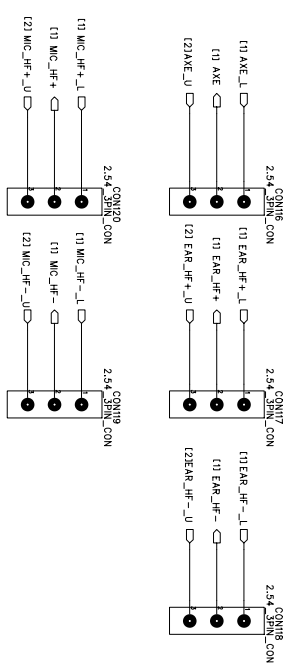 [1] AXE_L
[1] AXE
[2]AXE_U
CON116
2.54_3PIN_CON
1
2
3
[1] EAR_HF+_L
[1] EAR_HF+
[2] EAR_HF+_U
CON117
2.54_3PIN_CON
1
2
3
[1]EAR_HF-_L
[1] EAR_HF-
[2]EAR_HF-_U
CON118
2.54_3PIN_CON
1
2
3
[1] MIC_HF+_L
[1] MIC_HF+
[2] MIC_HF+_U
CON120
2.54_3PIN_CON
1
2
3
[1] MIC_HF-_L
[1] MIC_HF-
[2] MIC_HF-_U
CON119
2.54_3PIN_CON
1
2
3